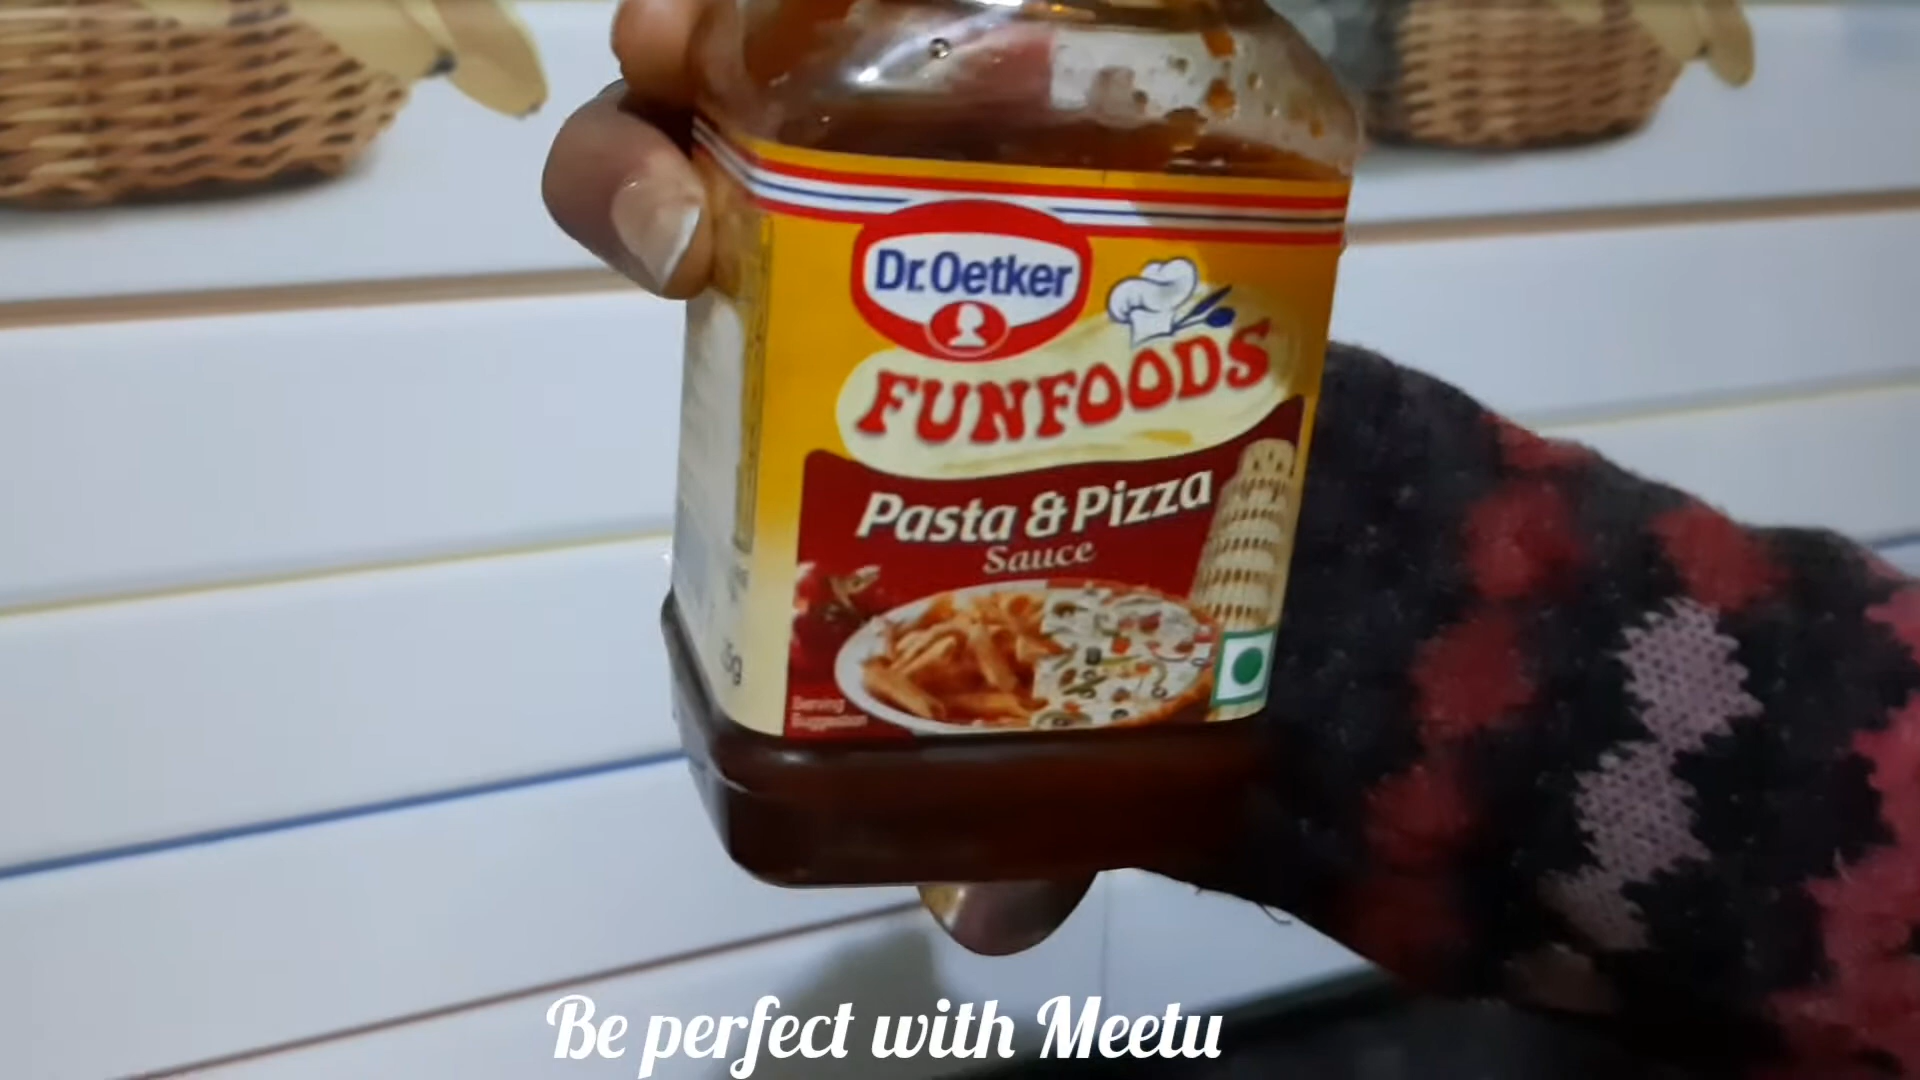 Dr. Oetker
FUNFOODS
Pasta & Pizza
Sauce
Serving
Suggestion
Be perfect with Meetu